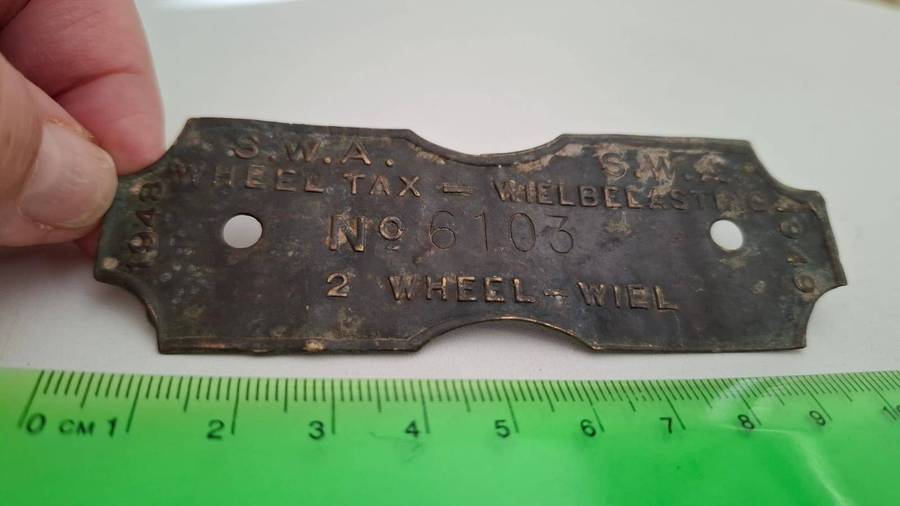 S.W.A. S.W.A.
WHEEL TAX — WIELBELASTING
1948
No 6103
1949
2 WHEEL-WIEL
0 CM 1 2 3 4 5 6 7 8 9 10